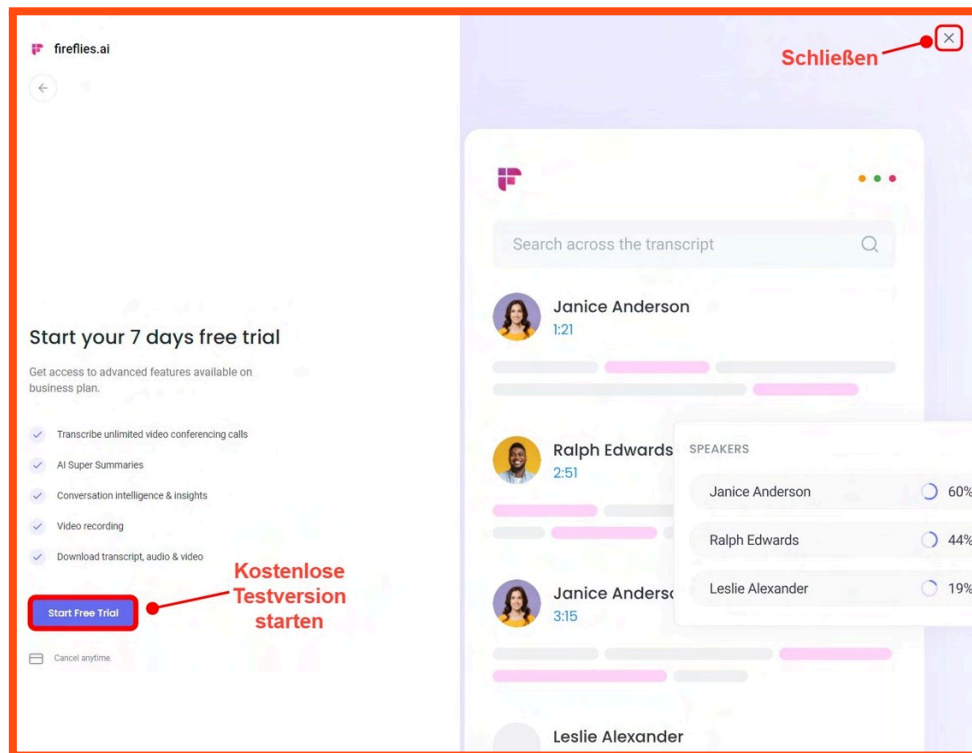 fireflies.ai
Schließen
Search across the transcript
Janice Anderson
1:21
Start your 7 days free trial
Get access to advanced features available on
business plan.
Transcribe unlimited video conferencing calls
AI Super Summaries
Conversation intelligence & insights
Video recording
Download transcript, audio & video
Kostenlose
Testversion
starten
Start Free Trial
Cancel anytime.
Ralph Edwards
2:51
SPEAKERS
Janice Anderson 60%
Ralph Edwards 44%
Leslie Alexander 19%
Janice Anderso
3:15
Leslie Alexander